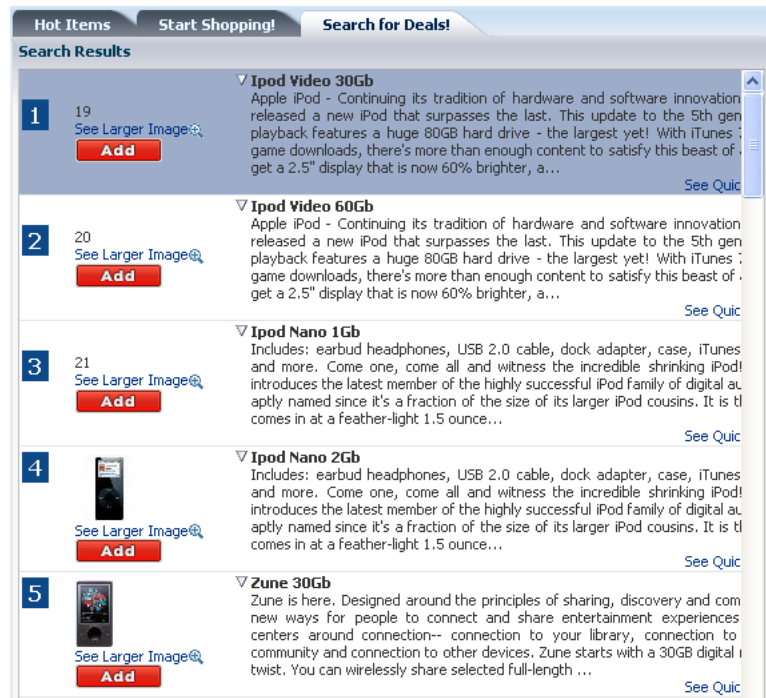 Hot Items Start Shopping! Search for Deals!
Search Results
1
19
See Larger Image
Add
Ipod Video 30Gb
Apple iPod - Continuing its tradition of hardware and software innovation
released a new iPod that surpasses the last. This update to the 5th gen
playback features a huge 80GB hard drive - the largest yet! With iTunes
game downloads, there's more than enough content to satisfy this beast of
get a 2.5" display that is now 60% brighter, a...
See Quic
2
20
See Larger Image
Add
Ipod Video 60Gb
Apple iPod - Continuing its tradition of hardware and software innovation
released a new iPod that surpasses the last. This update to the 5th gen
playback features a huge 80GB hard drive - the largest yet! With iTunes
game downloads, there's more than enough content to satisfy this beast of
get a 2.5" display that is now 60% brighter, a...
See Quic
3
21
See Larger Image
Add
Ipod Nano 1Gb
Includes: earbud headphones, USB 2.0 cable, dock adapter, case, iTunes
and more. Come one, come all and witness the incredible shrinking iPod!
introduces the latest member of the highly successful iPod family of digital au
aptly named since it's a fraction of the size of its larger iPod cousins. It is
comes in at a feather-light 1.5 ounce...
See Quic
4
See Larger Image
Add
Ipod Nano 2Gb
Includes: earbud headphones, USB 2.0 cable, dock adapter, case, iTunes
and more. Come one, come all and witness the incredible shrinking iPod!
introduces the latest member of the highly successful iPod family of digital au
aptly named since it's a fraction of the size of its larger iPod cousins. It is
comes in at a feather-light 1.5 ounce...
See Quic
5
See Larger Image
Add
Zune 30Gb
Zune is here. Designed around the principles of sharing, discovery and com
new ways for people to connect and share entertainment experiences
centers around connection-- connection to your library, connection to
community and connection to other devices. Zune starts with a 30GB digital
twist. You can wirelessly share selected full-length ...
See Quic